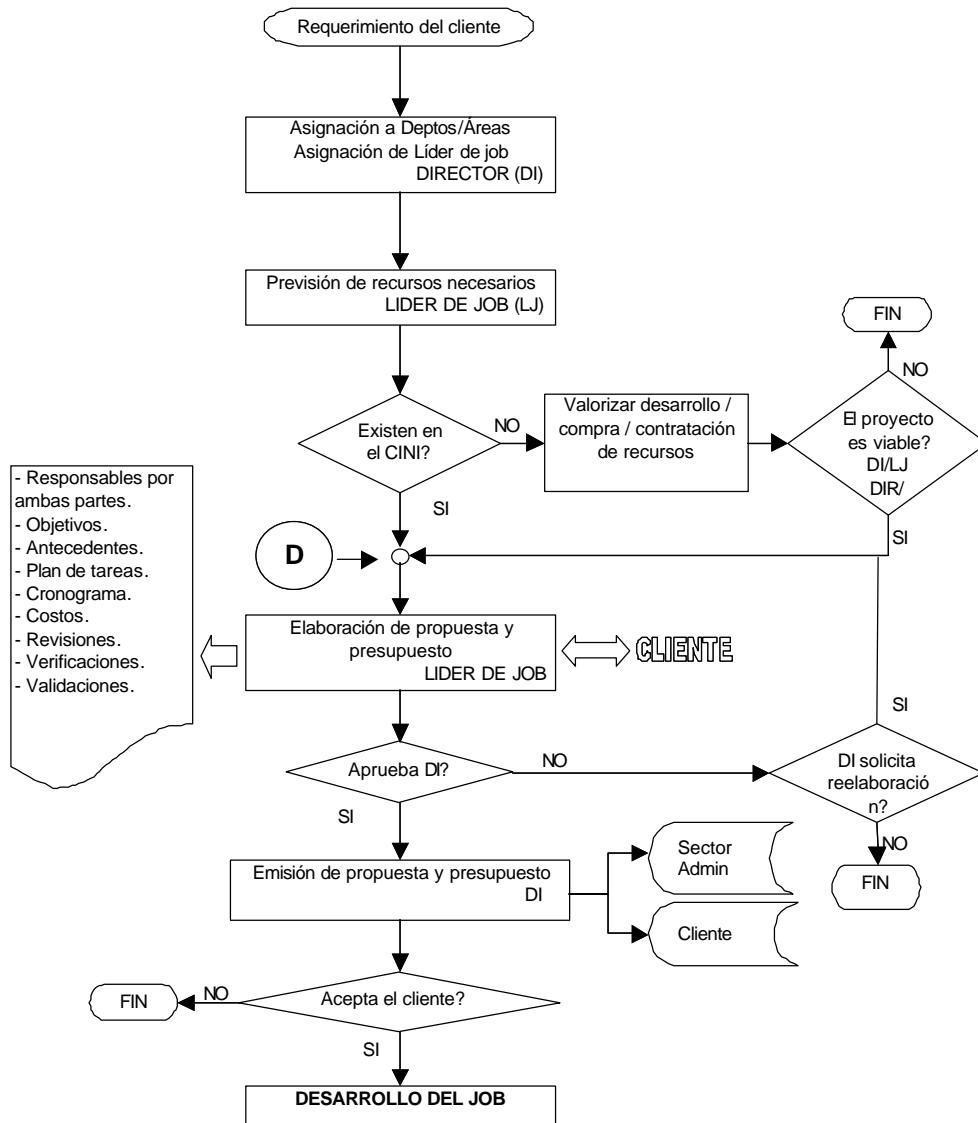 Requerimiento del cliente
Asignación a Deptos/Áreas
Asignación de Líder de job
DIRECTOR (DI)
Previsión de recursos necesarios
LIDER DE JOB (LJ)
FIN
NO
Existen en
el CINI?
NO
Valorizar desarrollo /
compra / contratación
de recursos
El proyecto
es viable?
DI/LJ
DIR/
SI
SI
- Responsables por
ambas partes.
- Objetivos.
- Antecedentes.
- Plan de tareas.
- Cronograma.
- Costos.
- Revisiones.
- Verificaciones.
- Validaciones.
D
Elaboración de propuesta y
presupuesto
LIDER DE JOB
CLIENTE
SI
Aprueba DI?
NO
DI solicita
reelaboració
n?
SI
NO
FIN
Emisión de propuesta y presupuesto
DI
Sector
Admin
Cliente
FIN
NO
Acepta el cliente?
SI
DESARROLLO DEL JOB